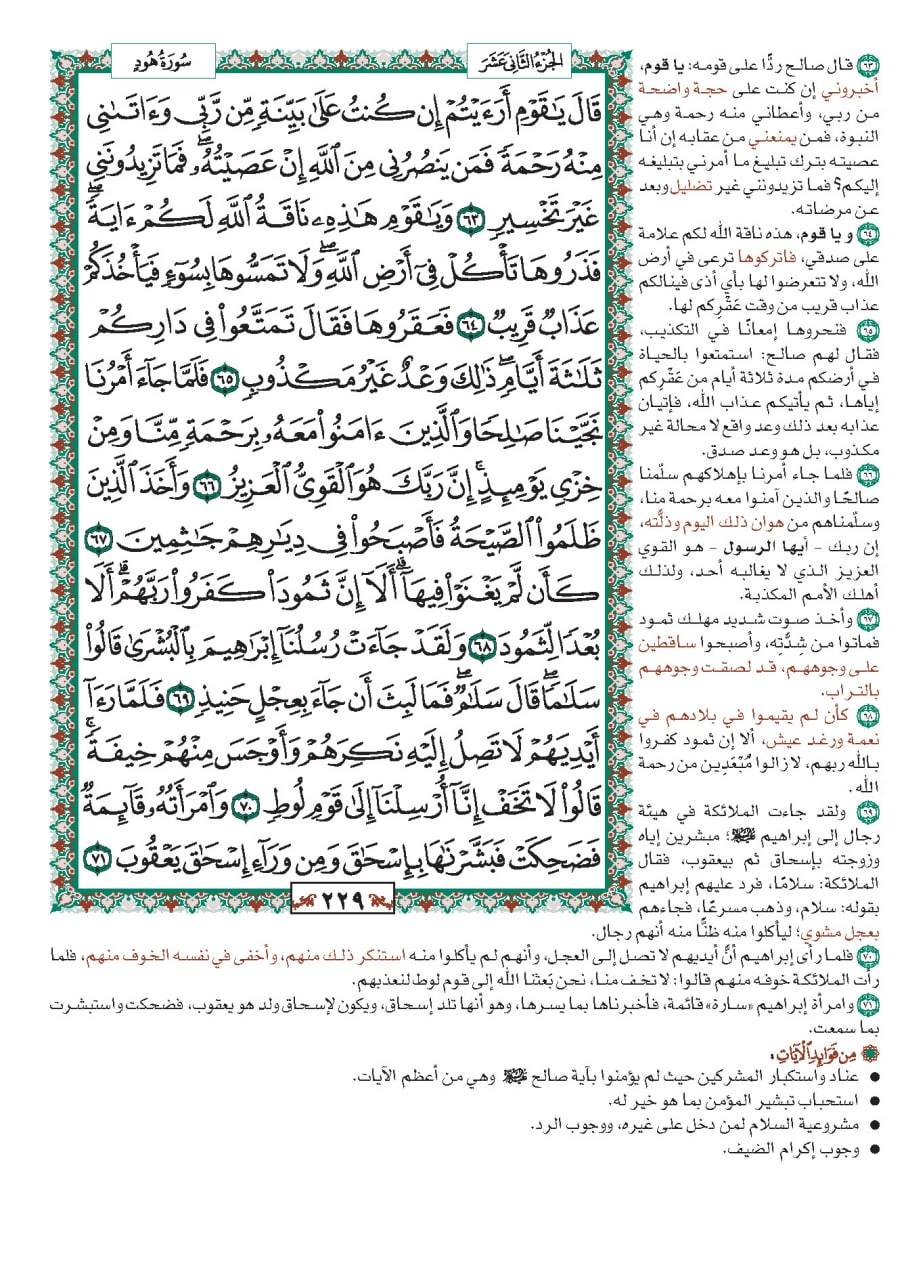 سُورَةُ هُودٍ
الجُزْءُ الثَّانِي عَشَرَ
قَالَ يَٰقَوْمِ أَرَءَيْتُمْ إِن كُنتُ عَلَىٰ بَيِّنَةٍ مِّن رَّبِّي وَءَاتَىٰنِي
مِنْهُ رَحْمَةً فَمَن يَنصُرُنِي مِنَ اللَّهِ إِنْ عَصَيْتُهُۥۖ فَمَا تَزِيدُونَنِي
غَيْرَ تَخْسِيرٍ ٦٣ وَيَٰقَوْمِ هَٰذِهِۦ نَاقَةُ اللَّهِ لَكُمْ ءَايَةًۖ
فَذَرُوهَا تَأْكُلْ فِيٓ أَرْضِ اللَّهِۖ وَلَا تَمَسُّوهَا بِسُوٓءٍ فَيَأْخُذَكُمْ
عَذَابٌ قَرِيبٌ ٦٤ فَعَقَرُوهَا فَقَالَ تَمَتَّعُوا۟ فِي دَارِكُمْ
ثَلَٰثَةَ أَيَّامٍۖ ذَٰلِكَ وَعْدٌ غَيْرُ مَكْذُوبٍ ٦٥ فَلَمَّا جَآءَ أَمْرُنَا
نَجَّيْنَا صَٰلِحًا وَالَّذِينَ ءَامَنُوا۟ مَعَهُۥ بِرَحْمَةٍ مِّنَّا وَمِنْ
خِزْيِ يَوْمِئِذٍۚ إِنَّ رَبَّكَ هُوَ الْقَوِيُّ الْعَزِيزُ ٦٦ وَأَخَذَ الَّذِينَ
ظَلَمُوا۟ الصَّيْحَةُ فَأَصْبَحُوا۟ فِي دِيَٰرِهِمْ جَٰثِمِينَ ٦٧
كَأَن لَّمْ يَغْنَوْا۟ فِيهَآۗ أَلَآ إِنَّ ثَمُودَا۟ كَفَرُوا۟ رَبَّهُمْۗ أَلَا
بُعْدًا لِّثَمُودَ ٦٨ وَلَقَدْ جَآءَتْ رُسُلُنَآ إِبْرَٰهِيمَ بِالْبُشْرَىٰ قَالُوا۟
سَلَٰمًاۖ قَالَ سَلَٰمٌۖ فَمَا لَبِثَ أَن جَآءَ بِعِجْلٍ حَنِيذٍ ٦٩ فَلَمَّا رَءَآ
أَيْدِيَهُمْ لَا تَصِلُ إِلَيْهِ نَكِرَهُمْ وَأَوْجَسَ مِنْهُمْ خِيفَةًۚ
قَالُوا۟ لَا تَخَفْ إِنَّآ أُرْسِلْنَآ إِلَىٰ قَوْمِ لُوطٍ ٧٠ وَامْرَأَتُهُۥ قَآئِمَةٌ
فَضَحِكَتْ فَبَشَّرْنَٰهَا بِإِسْحَٰقَ وَمِن وَرَآءِ إِسْحَٰقَ يَعْقُوبَ ٧١
٢٢٩
٦٣ قال صالح ردًّا على قومه: يا قوم،
أخبروني إن كنت على حجة واضحة
من ربي، وأعطاني منه رحمة وهي
النبوة، فمن يمنعني من عقابه إن أنا
عصيته بترك تبليغ ما أمرني بتبليغه
إليكم؟ فما تزيدونني غير تضليل وبعد
عن مرضاته.
٦٤ و يا قوم، هذه ناقة الله لكم علامة
على صدقي، فاتركوها ترعى في أرض
الله، ولا تتعرضوا لها بأي أذى فينالكم
عذاب قريب من وقت عَقْرِكم لها.
٦٥ فنحروها إمعانًا في التكذيب،
فقال لهم صالح: استمتعوا بالحياة
في أرضكم مدة ثلاثة أيام من عَقْرِكم
إياها، ثم يأتيكم عذاب الله، فإتيان
عذابه بعد ذلك وعد واقع لا محالة غير
مكذوب، بل هو وعد صدق.
٦٦ فلما جاء أمرنا بإهلاكهم سلّمنا
صالحًا والذين آمنوا معه برحمة منا،
وسلّمناهم من هوان ذلك اليوم وذلَّته،
إن ربك – أيها الرسول – هو القوي
العزيز الذي لا يغالبه أحد، ولذلك
أهلك الأمم المكذبة.
٦٧ وأخذ صوت شديد مهلك ثمود
فماتوا من شِدَّتِه، وأصبحوا ساقطين
على وجوههم، قد لصقت وجوههم
بالتراب.
٦٨ كأن لم يقيموا في بلادهم في
نعمة ورغد عيش، ألا إن ثمود كفروا
بالله ربهم، لا زالوا مُبْعَدِين من رحمة
الله.
٦٩ ولقد جاءت الملائكة في هيئة
رجال إلى إبراهيم ﷺ؛ مبشرين إياه
وزوجته بإسحاق ثم بيعقوب، فقال
الملائكة: سلامًا، فرد عليهم إبراهيم
بقوله: سلام، وذهب مسرعًا، فجاءهم
بعجل مشوي؛ ليأكلوا منه ظنًّا منه أنهم رجال.
٧٠ فلما رأى إبراهيم أنَّ أيديهم لا تصل إلى العجل، وأنهم لم يأكلوا منه استنكر ذلك منهم، وأخفى في نفسه الخوف منهم، فلما
رأت الملائكة خوفه منهم قالوا: لا تخف منا، نحن بَعثنا الله إلى قوم لوط لنعذبهم.
٧١ وامرأة إبراهيم «سارة» قائمة، فأخبرناها بما يسرها، وهو أنها تلد إسحاق، ويكون لإسحاق ولد هو يعقوب، فضحكت واستبشرت
بما سمعت.
مِن فَوَائِدِ الْآيَاتِ:
● عناد واستكبار المشركين حيث لم يؤمنوا بآية صالح ﷺ وهي من أعظم الآيات.
● استحباب تبشير المؤمن بما هو خير له.
● مشروعية السلام لمن دخل على غيره، ووجوب الرد.
● وجوب إكرام الضيف.